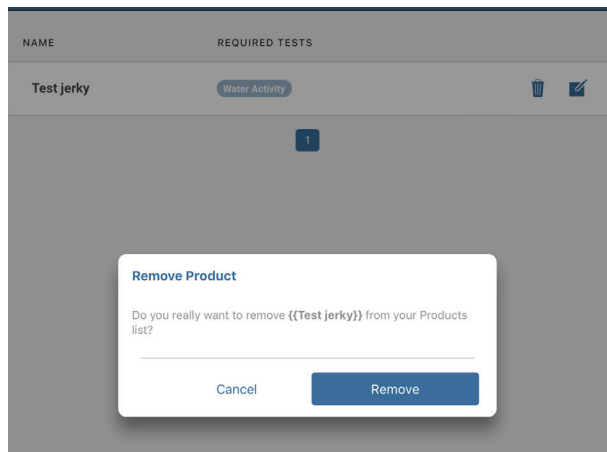 NAME REQUIRED TESTS
Test jerky Water Activity
1
Remove Product
Do you really want to remove {{Test jerky}} from your Products
list?
Cancel Remove